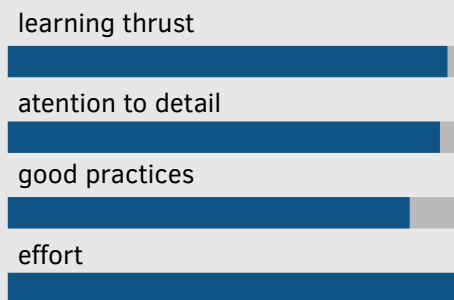 learning thrust
atention to detail
good practices
effort